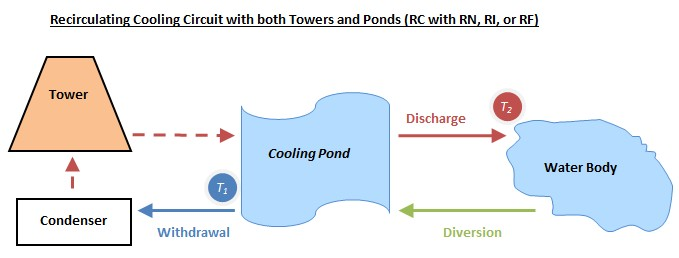 Recirculating Cooling Circuit with both Towers and Ponds (RC with RN, RI, or RF)
Tower
Discharge
T2
Cooling Pond
Water Body
T1
Condenser
Withdrawal
Diversion